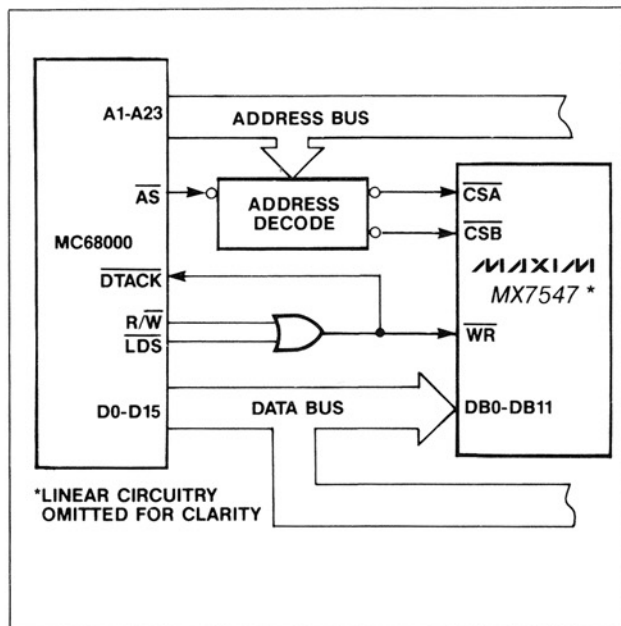 A1-A23
ADDRESS BUS
AS
ADDRESS
DECODE
CSA
CSB
MC68000
MAXIM
MX7547 *
DTACK
R/W
LDS
WR
D0-D15
DATA BUS
DB0-DB11
*LINEAR CIRCUITRY
OMITTED FOR CLARITY